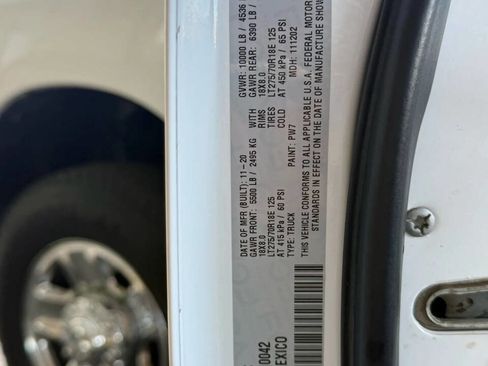 DATE OF MFR (BUILT): 11-20 GVWR: 10000 LB / 4536
GAWR FRONT: 5500 LB / 2495 KG WITH GAWR REAR: 6390 LB /
18X8.0 RIMS 18X8.0
LT275/70R18E 125 TIRES LT275/70R18E 125
AT 415 kPa / 60 PSI COLD AT 450 kPa / 65 PSI
TYPE: TRUCK PAINT: PW7 MDH: 111202
THIS VEHICLE CONFORMS TO ALL APPLICABLE U.S.A. FEDERAL MOTOR
STANDARDS IN EFFECT ON THE DATE OF MANUFACTURE SHOW
0042
EXICO